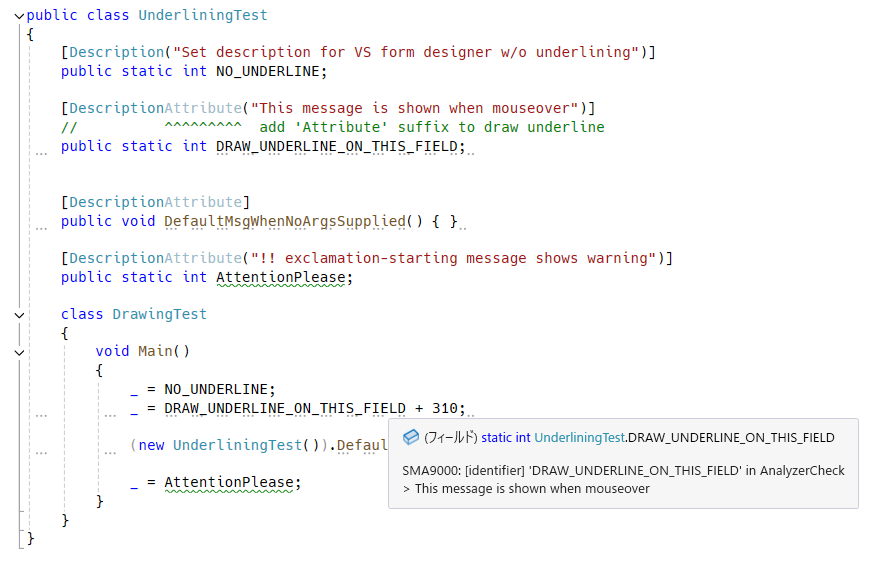 public class UnderliningTest
{
[Description("Set description for VS form designer w/o underlining")]
public static int NO_UNDERLINE;
[DescriptionAttribute("This message is shown when mouseover")]
// ^^^^^^^^^ add 'Attribute' suffix to draw underline
public static int DRAW_UNDERLINE_ON_THIS_FIELD;
[DescriptionAttribute]
public void DefaultMsgWhenNoArgsSupplied() { }
[DescriptionAttribute("!! exclamation-starting message shows warning")]
public static int AttentionPlease;
class DrawingTest
{
void Main()
{
_ = NO_UNDERLINE;
_ = DRAW_UNDERLINE_ON_THIS_FIELD + 310;
(new UnderliningTest()).Defaul
_ = AttentionPlease;
}
}
}
(フィールド) static int UnderliningTest.DRAW_UNDERLINE_ON_THIS_FIELD
SMA9000: [identifier] 'DRAW_UNDERLINE_ON_THIS_FIELD' in AnalyzerCheck
> This message is shown when mouseover